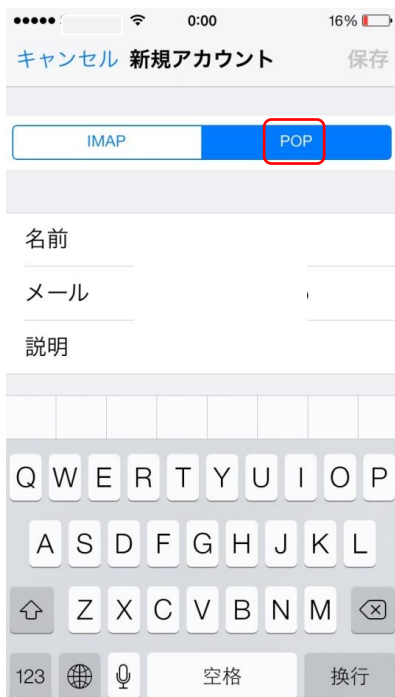 0:00 16%
キャンセル 新規アカウント 保存
IMAP POP
名前
メール
説明
Q W E R T Y U I O P
A S D F G H J K L
Z X C V B N M
123 空格 换行